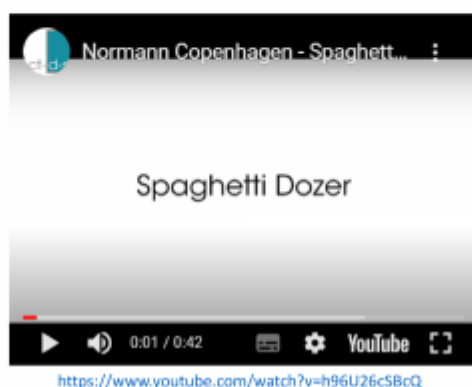 Normann Copenhagen - Spaghett...
Spaghetti Dozer
0:01 / 0:42
YouTube
https://www.youtube.com/watch?v=h96U26cSBcQ